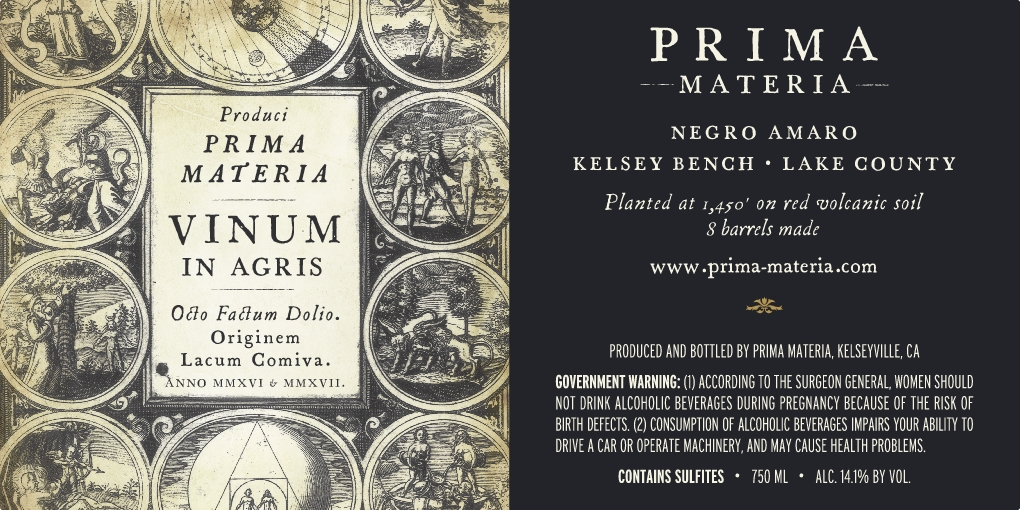 Produci
PRIMA
MATERIA
VINUM
IN AGRIS
Octo Factum Dolio.
Originem
Lacum Comiva.
ANNO MMXVI & MMXVII.
PRIMA
MATERIA
NEGRO AMARO
KELSEY BENCH • LAKE COUNTY
Planted at 1,450' on red volcanic soil
8 barrels made
www.prima-materia.com
PRODUCED AND BOTTLED BY PRIMA MATERIA, KELSEYVILLE, CA
GOVERNMENT WARNING: (1) ACCORDING TO THE SURGEON GENERAL, WOMEN SHOULD
NOT DRINK ALCOHOLIC BEVERAGES DURING PREGNANCY BECAUSE OF THE RISK OF
BIRTH DEFECTS. (2) CONSUMPTION OF ALCOHOLIC BEVERAGES IMPAIRS YOUR ABILITY TO
DRIVE A CAR OR OPERATE MACHINERY, AND MAY CAUSE HEALTH PROBLEMS.
CONTAINS SULFITES • 750 ML • ALC. 14.1% BY VOL.